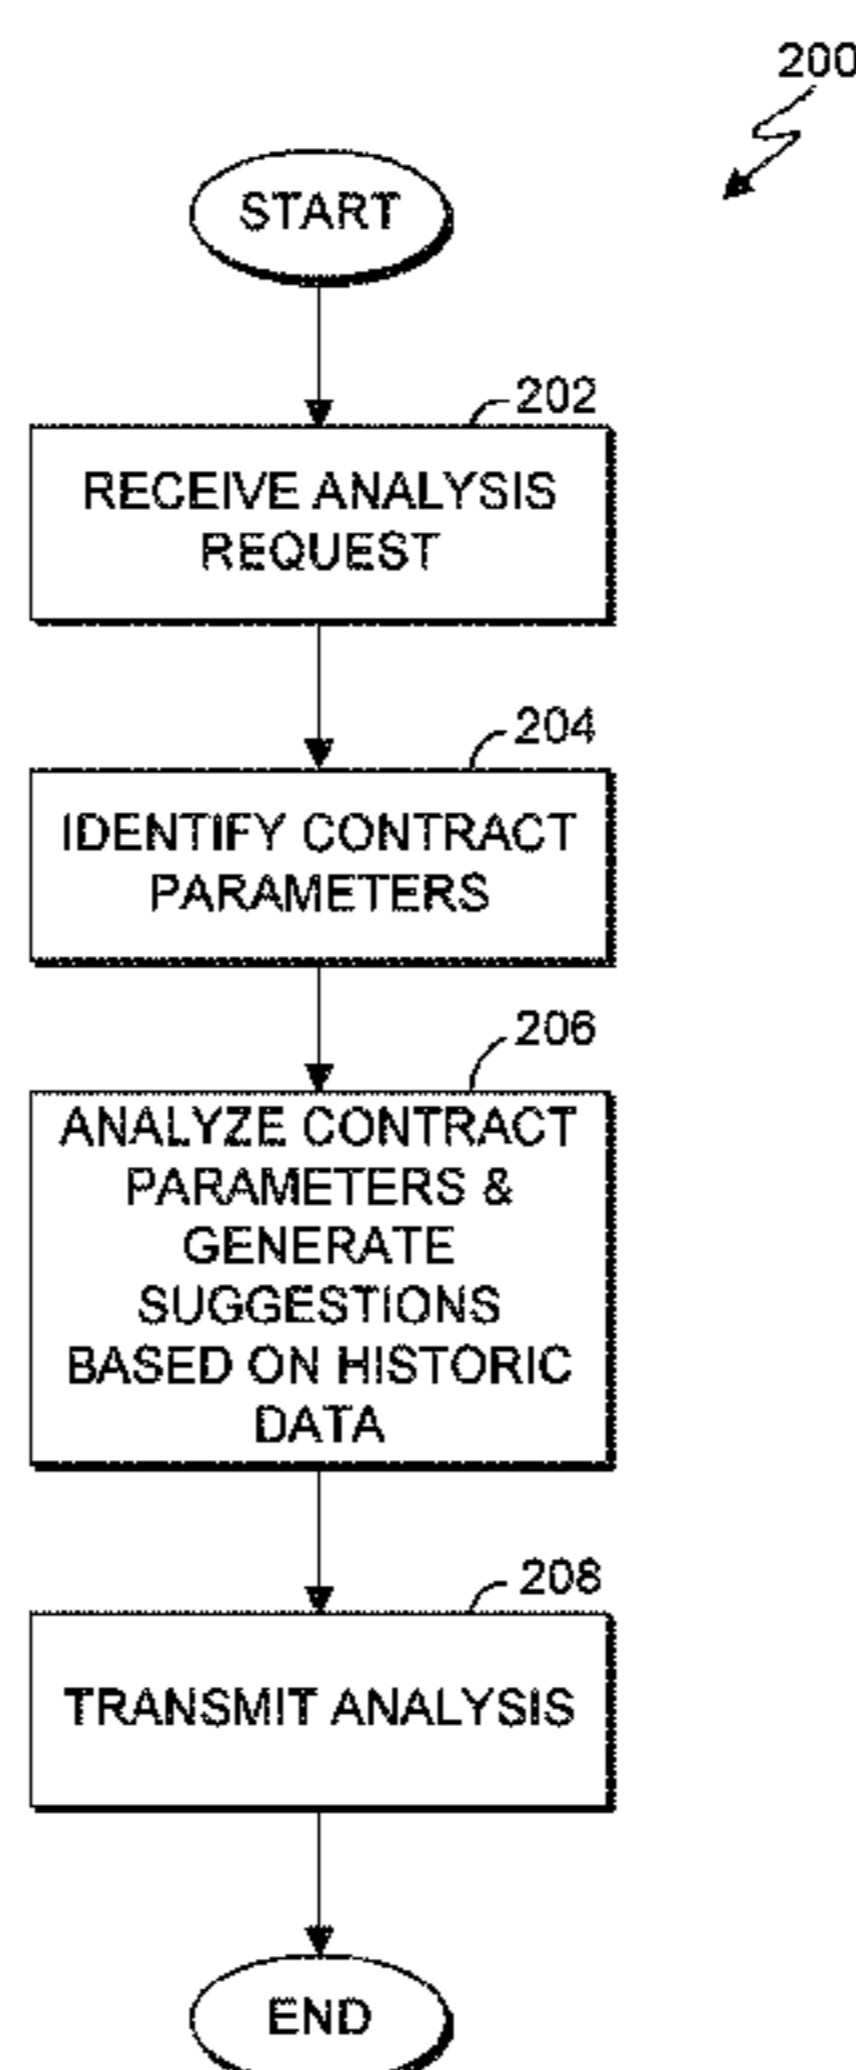 200
START
202
RECEIVE ANALYSIS
REQUEST
204
IDENTIFY CONTRACT
PARAMETERS
206
ANALYZE CONTRACT
PARAMETERS &
GENERATE
SUGGESTIONS
BASED ON HISTORIC
DATA
208
TRANSMIT ANALYSIS
END